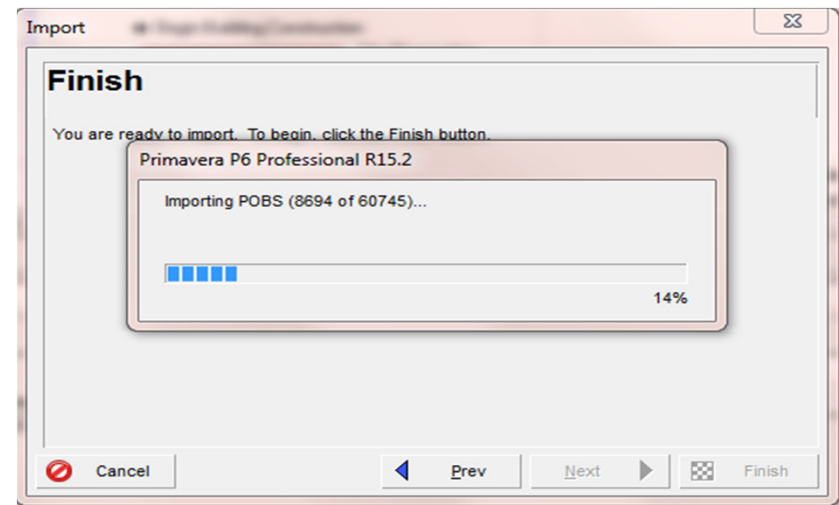 Import
Finish
You are ready to import. To begin, click the Finish button.
Primavera P6 Professional R15.2
Importing POBS (8694 of 60745)...
14%
Cancel
Prev
Next
Finish